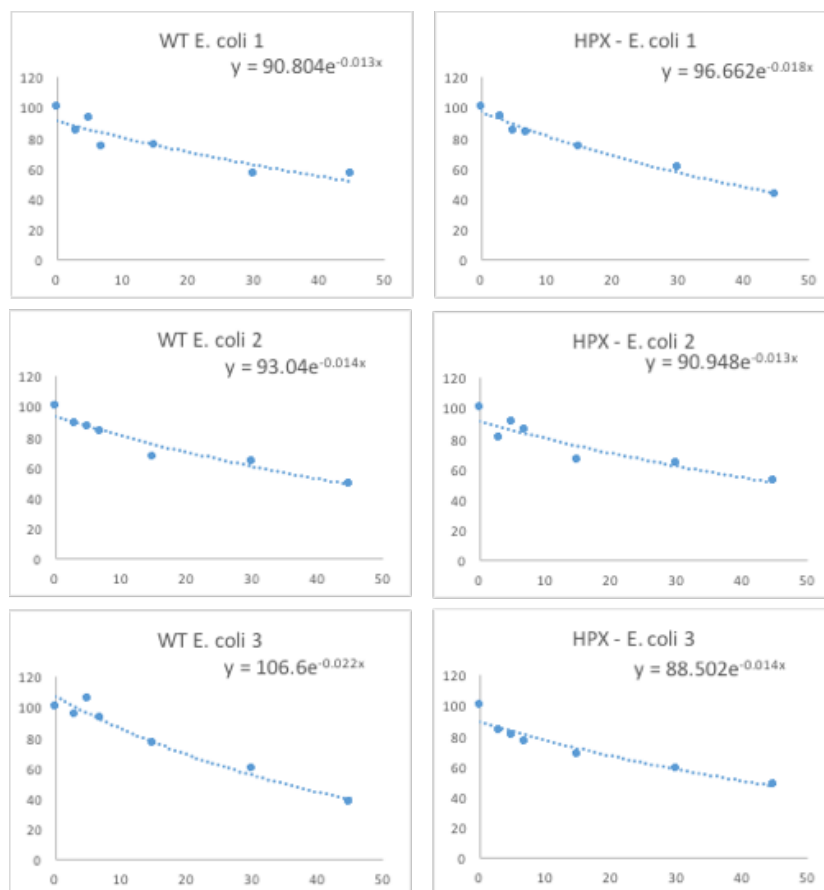 WT E. coli 1
y = 90.804e^-0.013x
120
100
80
60
40
20
0
0 10 20 30 40 50
HPX - E. coli 1
y = 96.662e^-0.018x
120
100
80
60
40
20
0
0 10 20 30 40 50
WT E. coli 2
y = 93.04e^-0.014x
120
100
80
60
40
20
0
0 10 20 30 40 50
HPX - E. coli 2
y = 90.948e^-0.013x
120
100
80
60
40
20
0
0 10 20 30 40 50
WT E. coli 3
y = 106.6e^-0.022x
120
100
80
60
40
20
0
0 10 20 30 40 50
HPX - E. coli 3
y = 88.502e^-0.014x
120
100
80
60
40
20
0
0 10 20 30 40 50